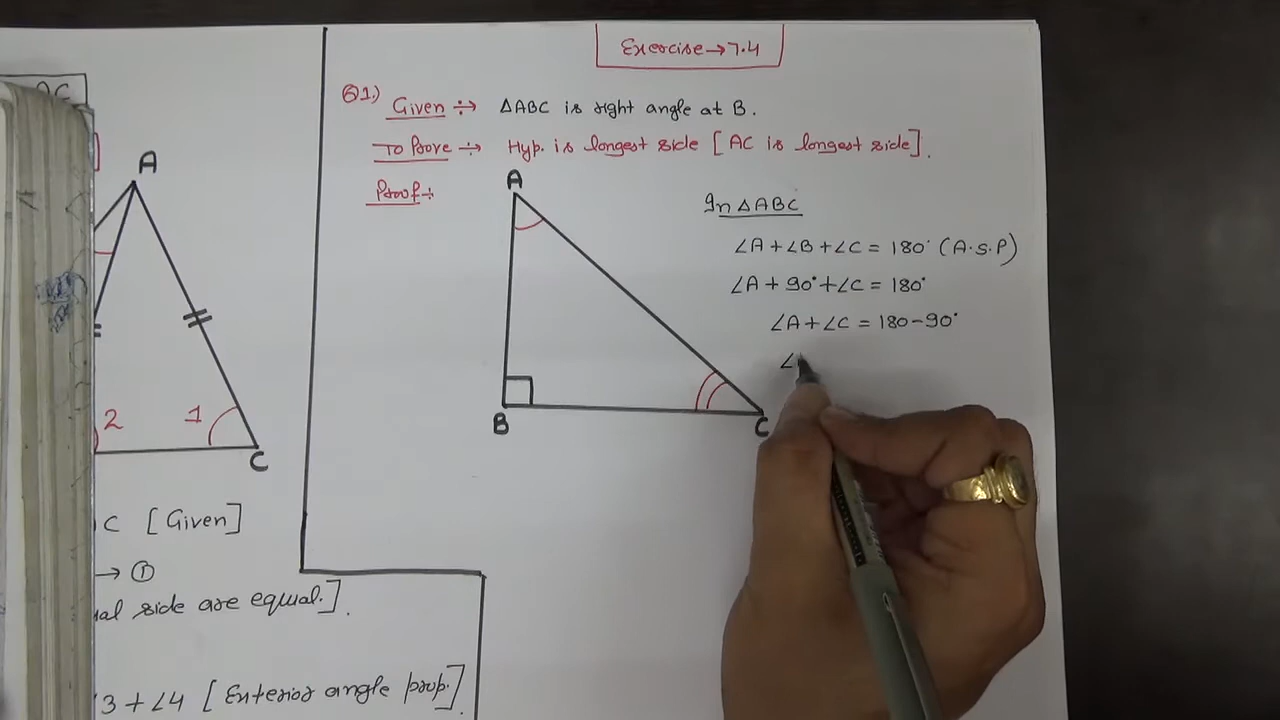 A
2
1
C
C [Given]
→ ①
ual side are equal.].
3 + ∠4 [Exterior angle prop.].
Exercise → 7.4
Q1.) Given ÷→ △ABC is right angle at B.
To Prove ÷→ Hyp. is longest side [AC is longest side].
Proof ÷
A
B
C
In △ABC
∠A + ∠B + ∠C = 180° (A.S.P)
∠A + 90° + ∠C = 180°
∠A + ∠C = 180 - 90°
∠